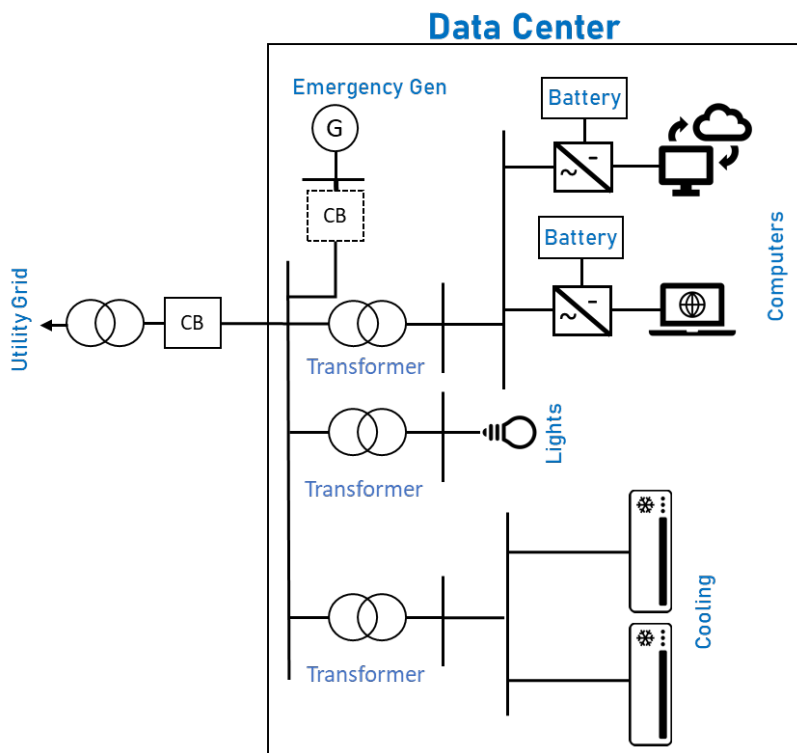 Data Center
Emergency Gen
G
CB
Battery
Battery
Computers
Utility Grid
CB
Transformer
Lights
Transformer
Cooling
Transformer